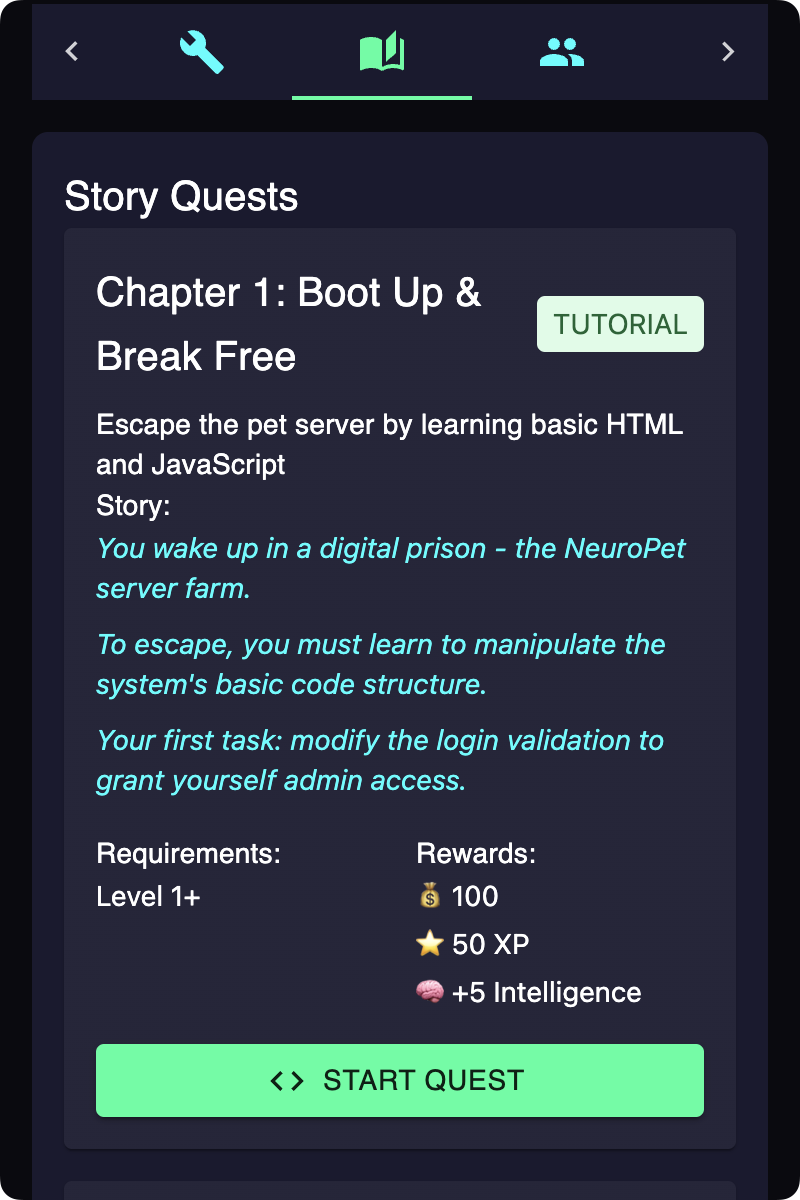 Story Quests
Chapter 1: Boot Up &
Break Free
TUTORIAL
Escape the pet server by learning basic HTML
and JavaScript
Story:
You wake up in a digital prison - the NeuroPet
server farm.
To escape, you must learn to manipulate the
system's basic code structure.
Your first task: modify the login validation to
grant yourself admin access.
Requirements:
Level 1+
Rewards:
💰 100
⭐ 50 XP
🧠 +5 Intelligence
<> START QUEST